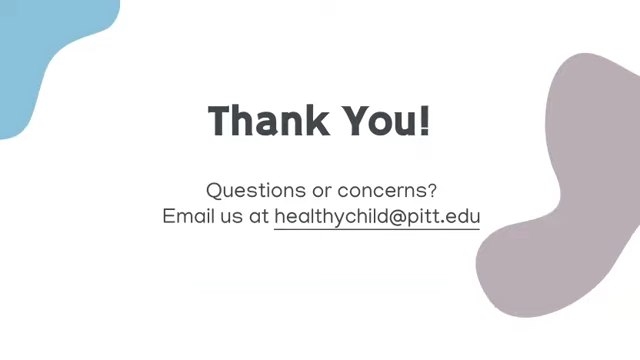 Thank You!
Questions or concerns?
Email us at healthychild@pitt.edu